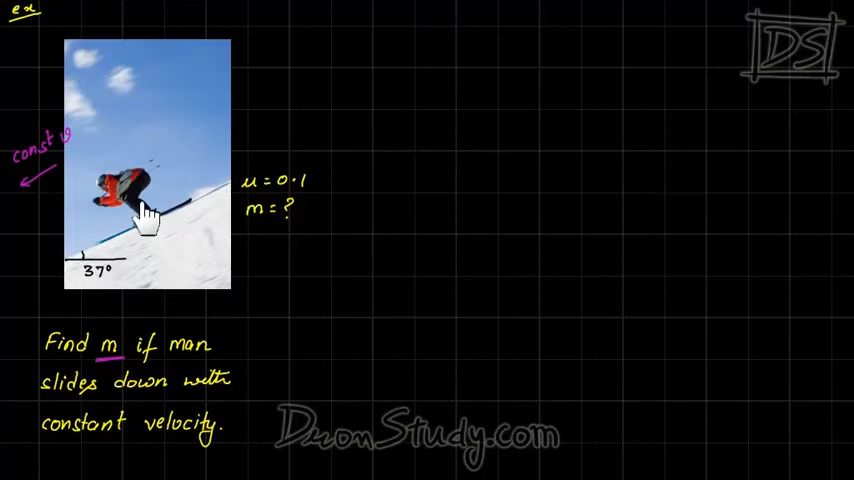 ex
DS
const v
μ = 0.1
m = ?
37°
Find m if man
slides down with
constant velocity.
DronStudy.com